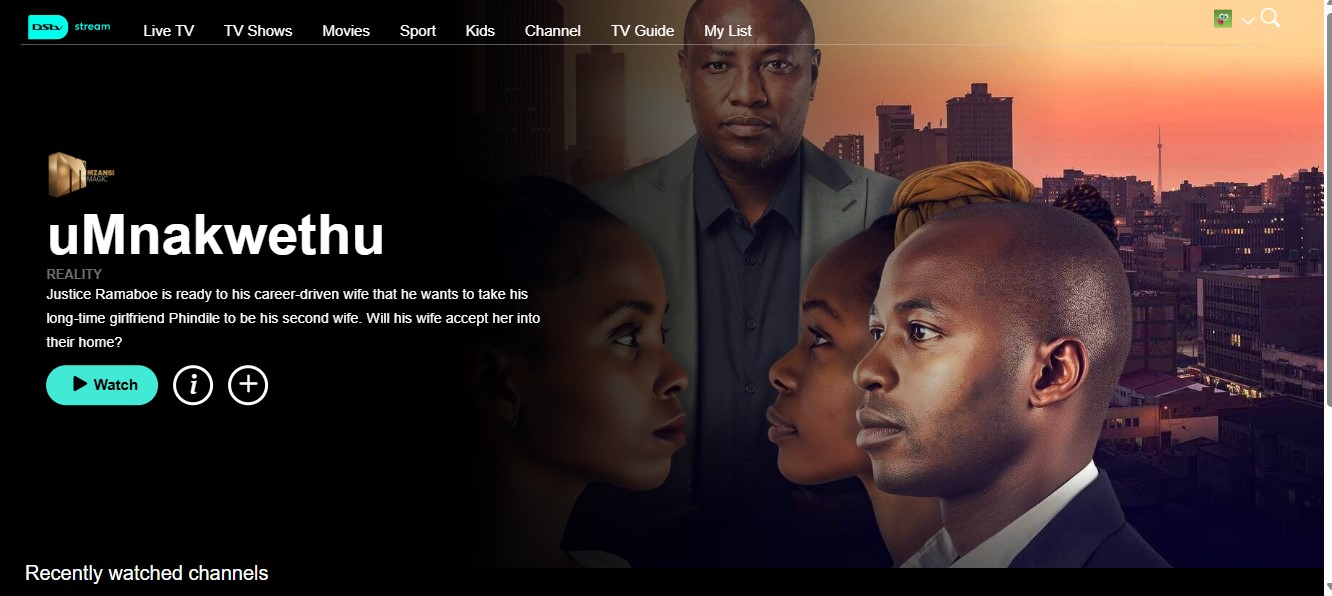 DStv stream
Live TV
TV Shows
Movies
Sport
Kids
Channel
TV Guide
My List
MZANSI
MAGIC
uMnakwethu
REALITY
Justice Ramaboe is ready to his career-driven wife that he wants to take his
long-time girlfriend Phindile to be his second wife. Will his wife accept her into
their home?
Watch
Recently watched channels